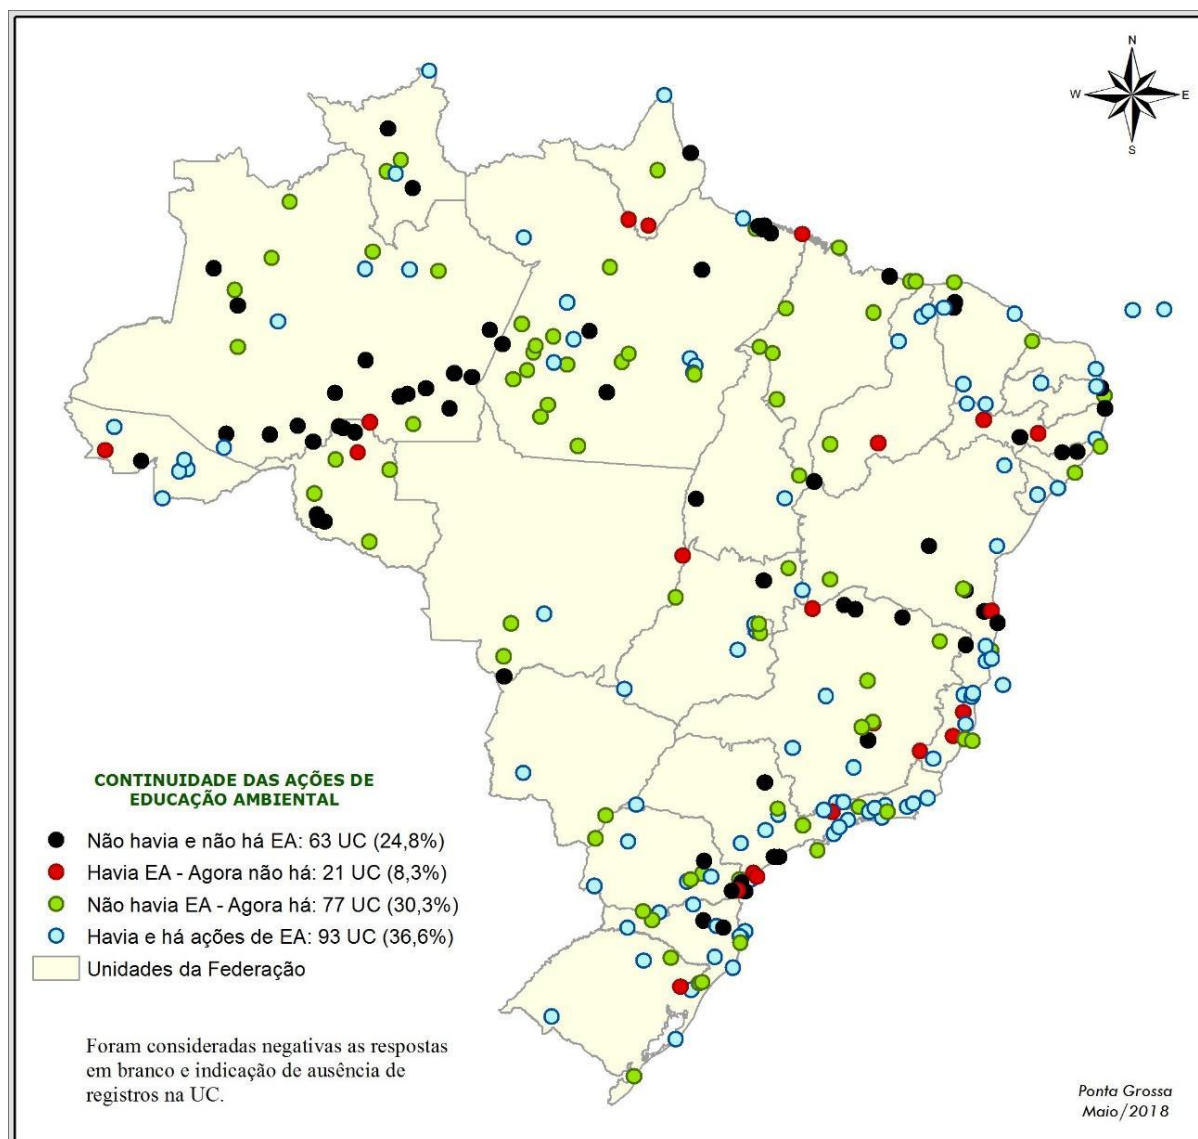 N
W
E
S
CONTINUIDADE DAS AÇÕES DE
EDUCAÇÃO AMBIENTAL
Não havia e não há EA: 63 UC (24,8%)
Havia EA - Agora não há: 21 UC (8,3%)
Não havia EA - Agora há: 77 UC (30,3%)
Havia e há ações de EA: 93 UC (36,6%)
Unidades da Federação
Foram consideradas negativas as respostas
em branco e indicação de ausência de
registros na UC.
Ponta Grossa
Maio/2018